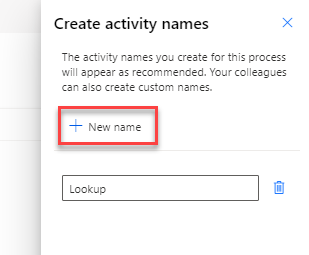 Create activity names
The activity names you create for this process
will appear as recommended. Your colleagues
can also create custom names.
New name
Lookup